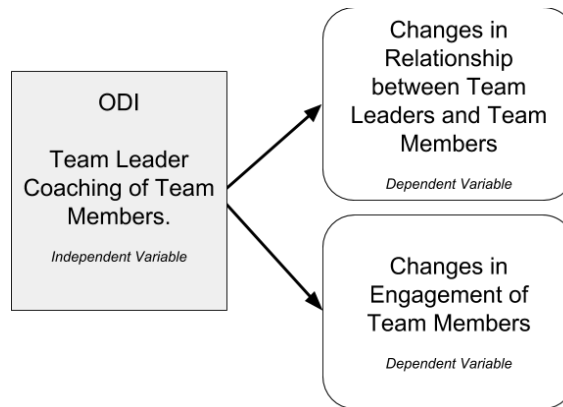 ODI
Team Leader
Coaching of Team
Members.
Independent Variable
Changes in
Relationship
between Team
Leaders and Team
Members
Dependent Variable
Changes in
Engagement of
Team Members
Dependent Variable